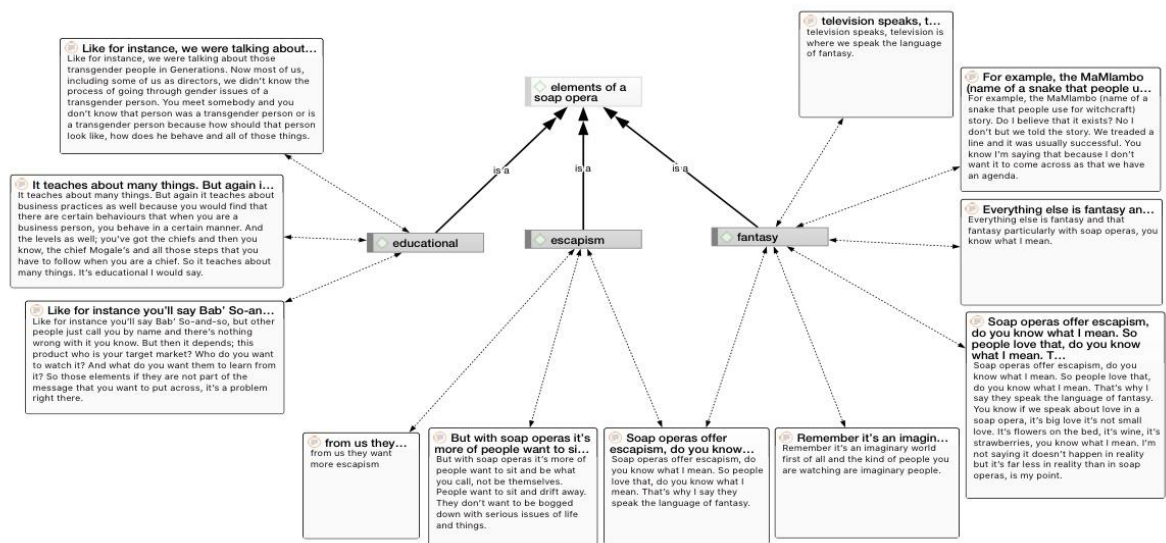 television speaks, t...
television speaks, television is
where we speak the language
of fantasy.
Like for instance, we were talking about...
Like for instance, we were talking about those
transgender people in Generations. Now most of us,
including some of us as directors, we didn't know the
process of going through gender issues of a
transgender person. You meet somebody and you
don't know that person was a transgender person or is
a transgender person because how should that person
look like, how does he behave and all of those things.
elements of a
soap opera
For example, the MaMlambo
(name of a snake that people u...
For example, the MaMlambo (name of a
snake that people use for witchcraft)
story. Do I believe that it exists? No I
don't but we told the story. We treaded a
line and it was usually successful. You
know I'm saying that because I don't
want it to come across as that we have
an agenda.
is a
is a
is a
It teaches about many things. But again i...
It teaches about many things. But again it teaches about
business practices as well because you would find that
there are certain behaviours that when you are a
business person, you behave in a certain manner. And
the levels as well; you've got the chiefs and then you
know, the chief Mogale's and all those steps that you
have to follow when you are a chief. So it teaches about
many things. It's educational I would say.
educational
escapism
fantasy
Everything else is fantasy an...
Everything else is fantasy and that
fantasy particularly with soap operas, you
know what I mean.
Like for instance you'll say Bab' So-an...
Like for instance you'll say Bab' So-and-so, but other
people just call you by name and there's nothing
wrong with it you know. But then it depends; this
product who is your target market? Who do you want
to watch it? And what do you want them to learn from
it? So those elements if they are not part of the
message that you want to put across, it's a problem
right there.
Soap operas offer escapism,
do you know what I mean. So
people love that, do you know
what I mean. T...
Soap operas offer escapism, do you
know what I mean. So people love that,
do you know what I mean. That's why I
say they speak the language of fantasy.
You know if we speak about love in a
soap opera, it's big love it's not small
love. It's flowers on the bed, it's wine, it's
strawberries, you know what I mean. I'm
not saying it doesn't happen in reality
but it's far less in reality than in soap
operas, is my point.
from us they...
from us they want
more escapism
But with soap operas it's
more of people want to si...
But with soap operas it's more of
people want to sit and be what
you call, not be themselves.
People want to sit and drift away.
They don't want to be bogged
down with serious issues of life
and things.
Soap operas offer
escapism, do you know...
Soap operas offer escapism, do
you know what I mean. So people
love that, do you know what I
mean. That's why I say they
speak the language of fantasy.
Remember it's an imagin...
Remember it's an imaginary world
first of all and the kind of people you
are watching are imaginary people.